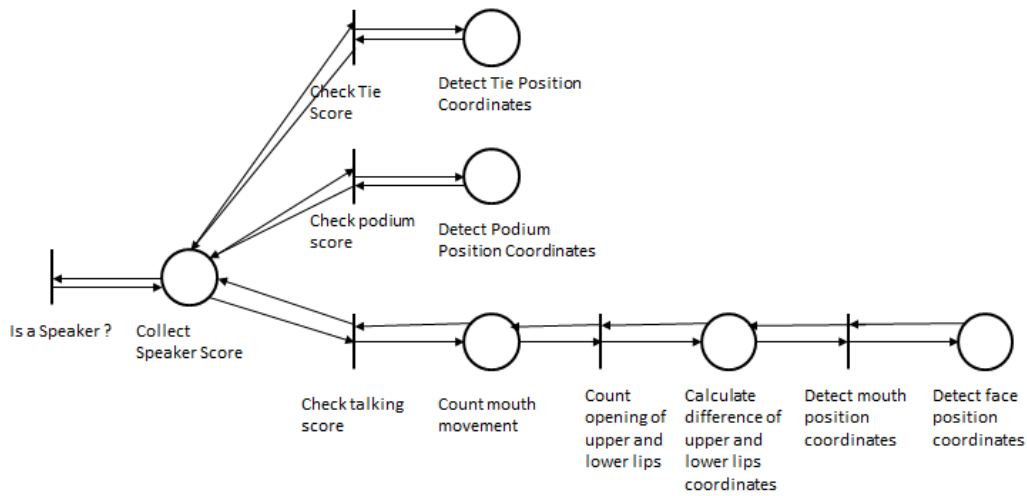 Check Tie
Score
Detect Tie Position
Coordinates
Check podium
score
Detect Podium
Position Coordinates
Is a Speaker ?
Collect
Speaker Score
Check talking
score
Count mouth
movement
Count
opening of
upper and
lower lips
Calculate
difference of
upper and
lower lips
coordinates
Detect mouth
position
coordinates
Detect face
position
coordinates